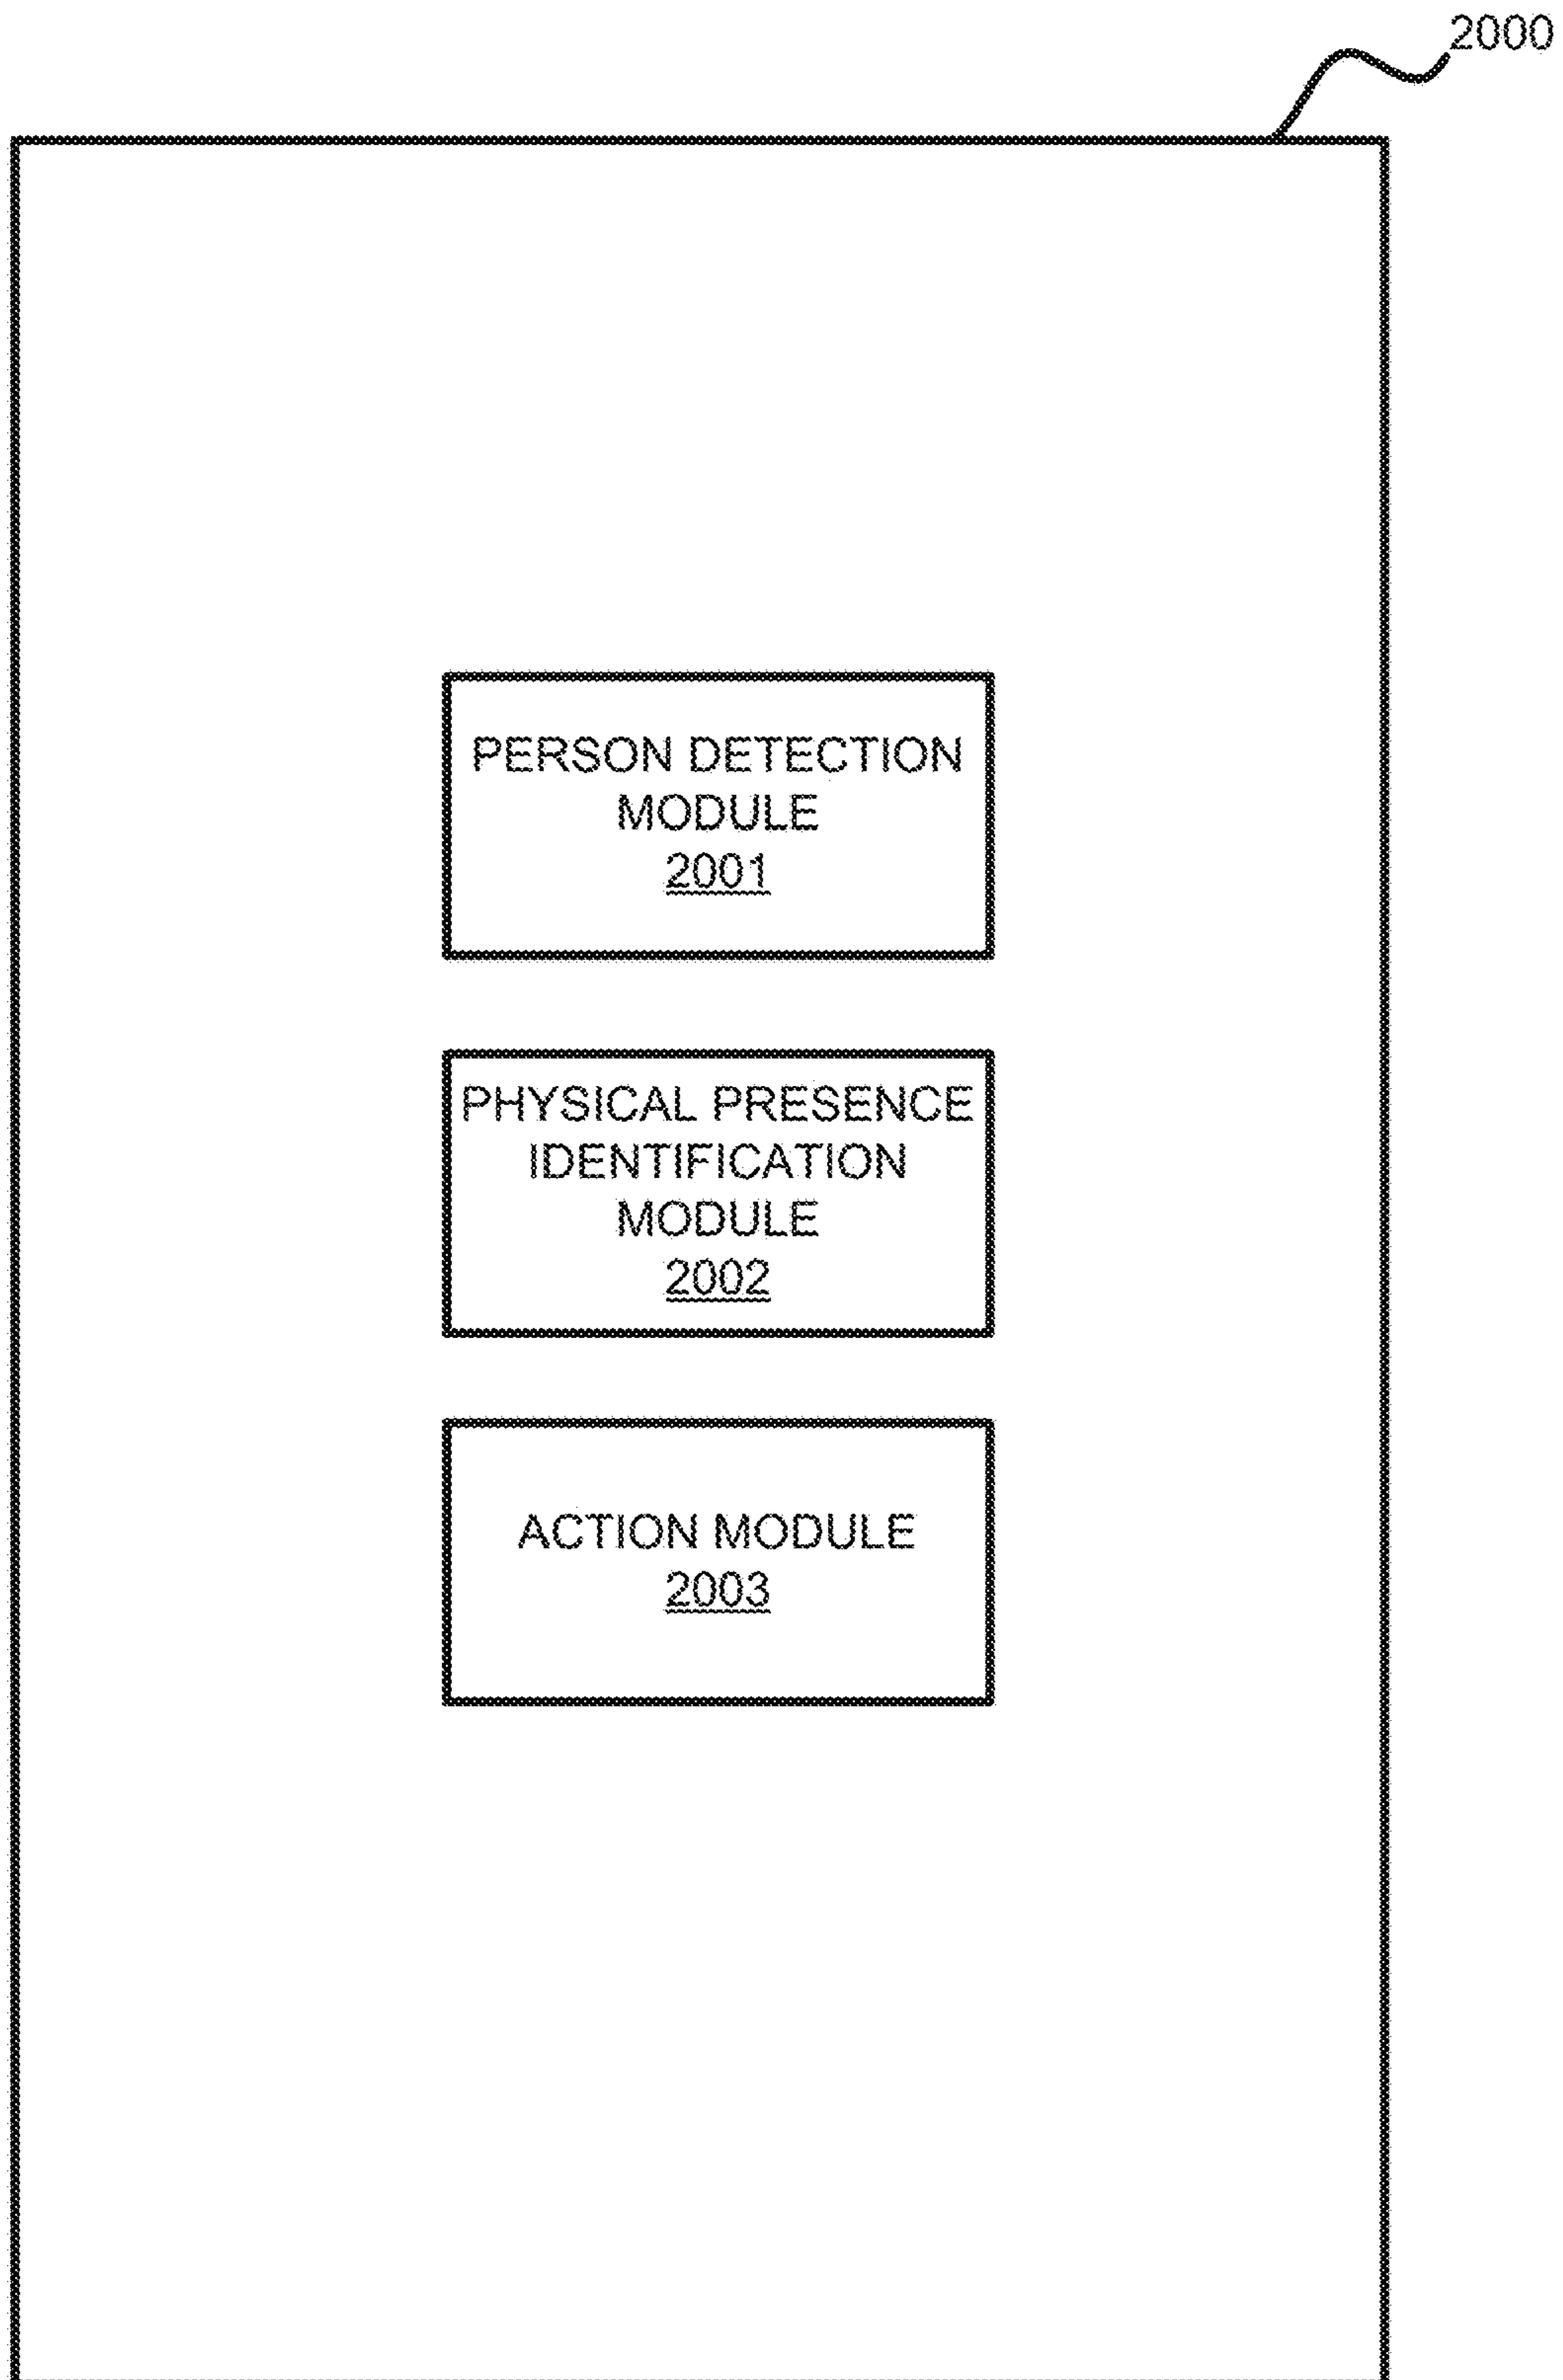 2000
PERSON DETECTION
MODULE
2001
PHYSICAL PRESENCE
IDENTIFICATION
MODULE
2002
ACTION MODULE
2003